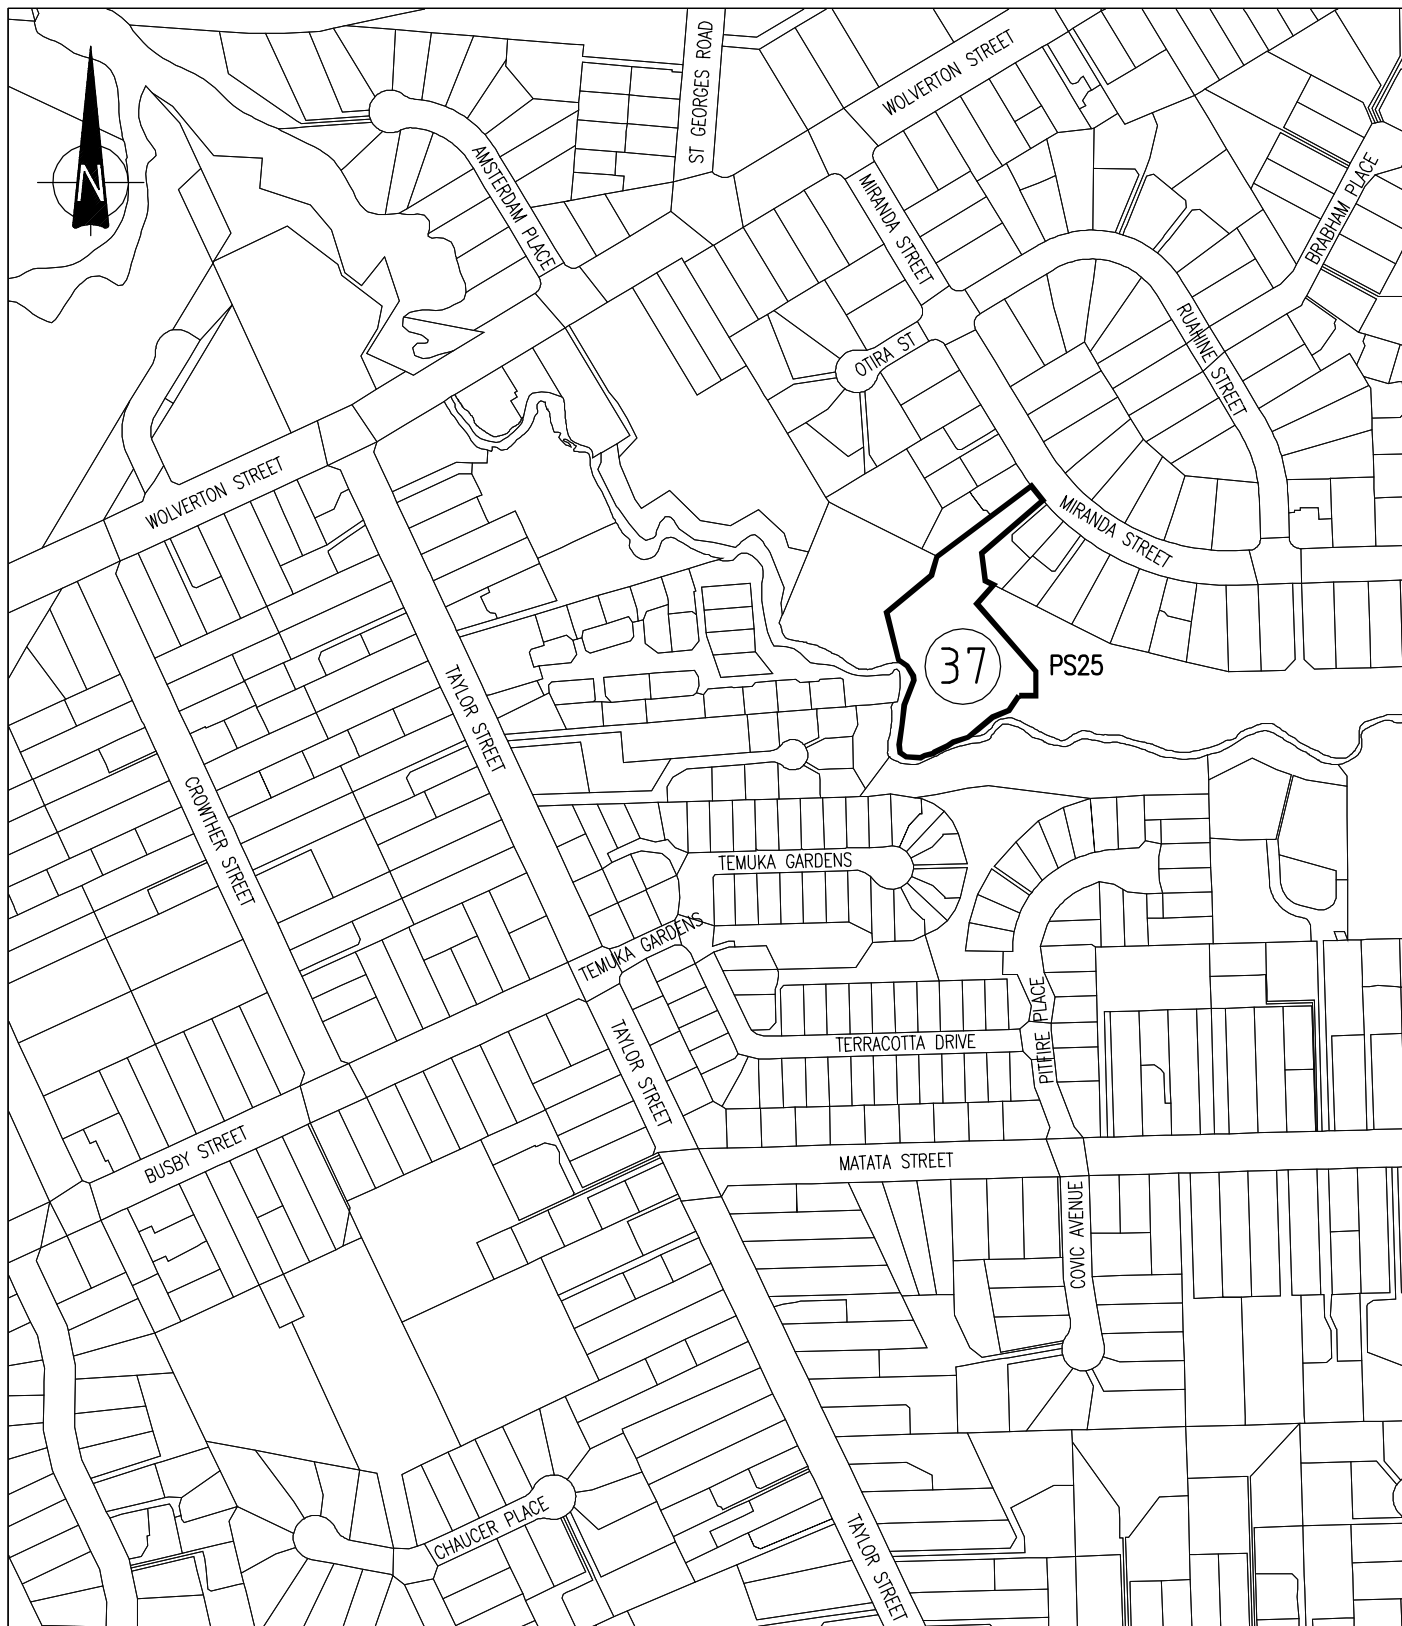 ST GEORGES ROAD
WOLVERTON STREET
AMSTERDAM PLACE
MIRANDA STREET
BRABHAM PLACE
N
RUAHINE STREET
OTIRA ST
WOLVERTON STREET
MIRANDA STREET
37
PS25
TAYLOR STREET
CROWTHER STREET
TEMUKA GARDENS
TEMUKA GARDENS
PITFIRE PLACE
TERRACOTTA DRIVE
TAYLOR STREET
BUSBY STREET
MATATA STREET
COVIC AVENUE
CHAUCER PLACE
TAYLOR STREET